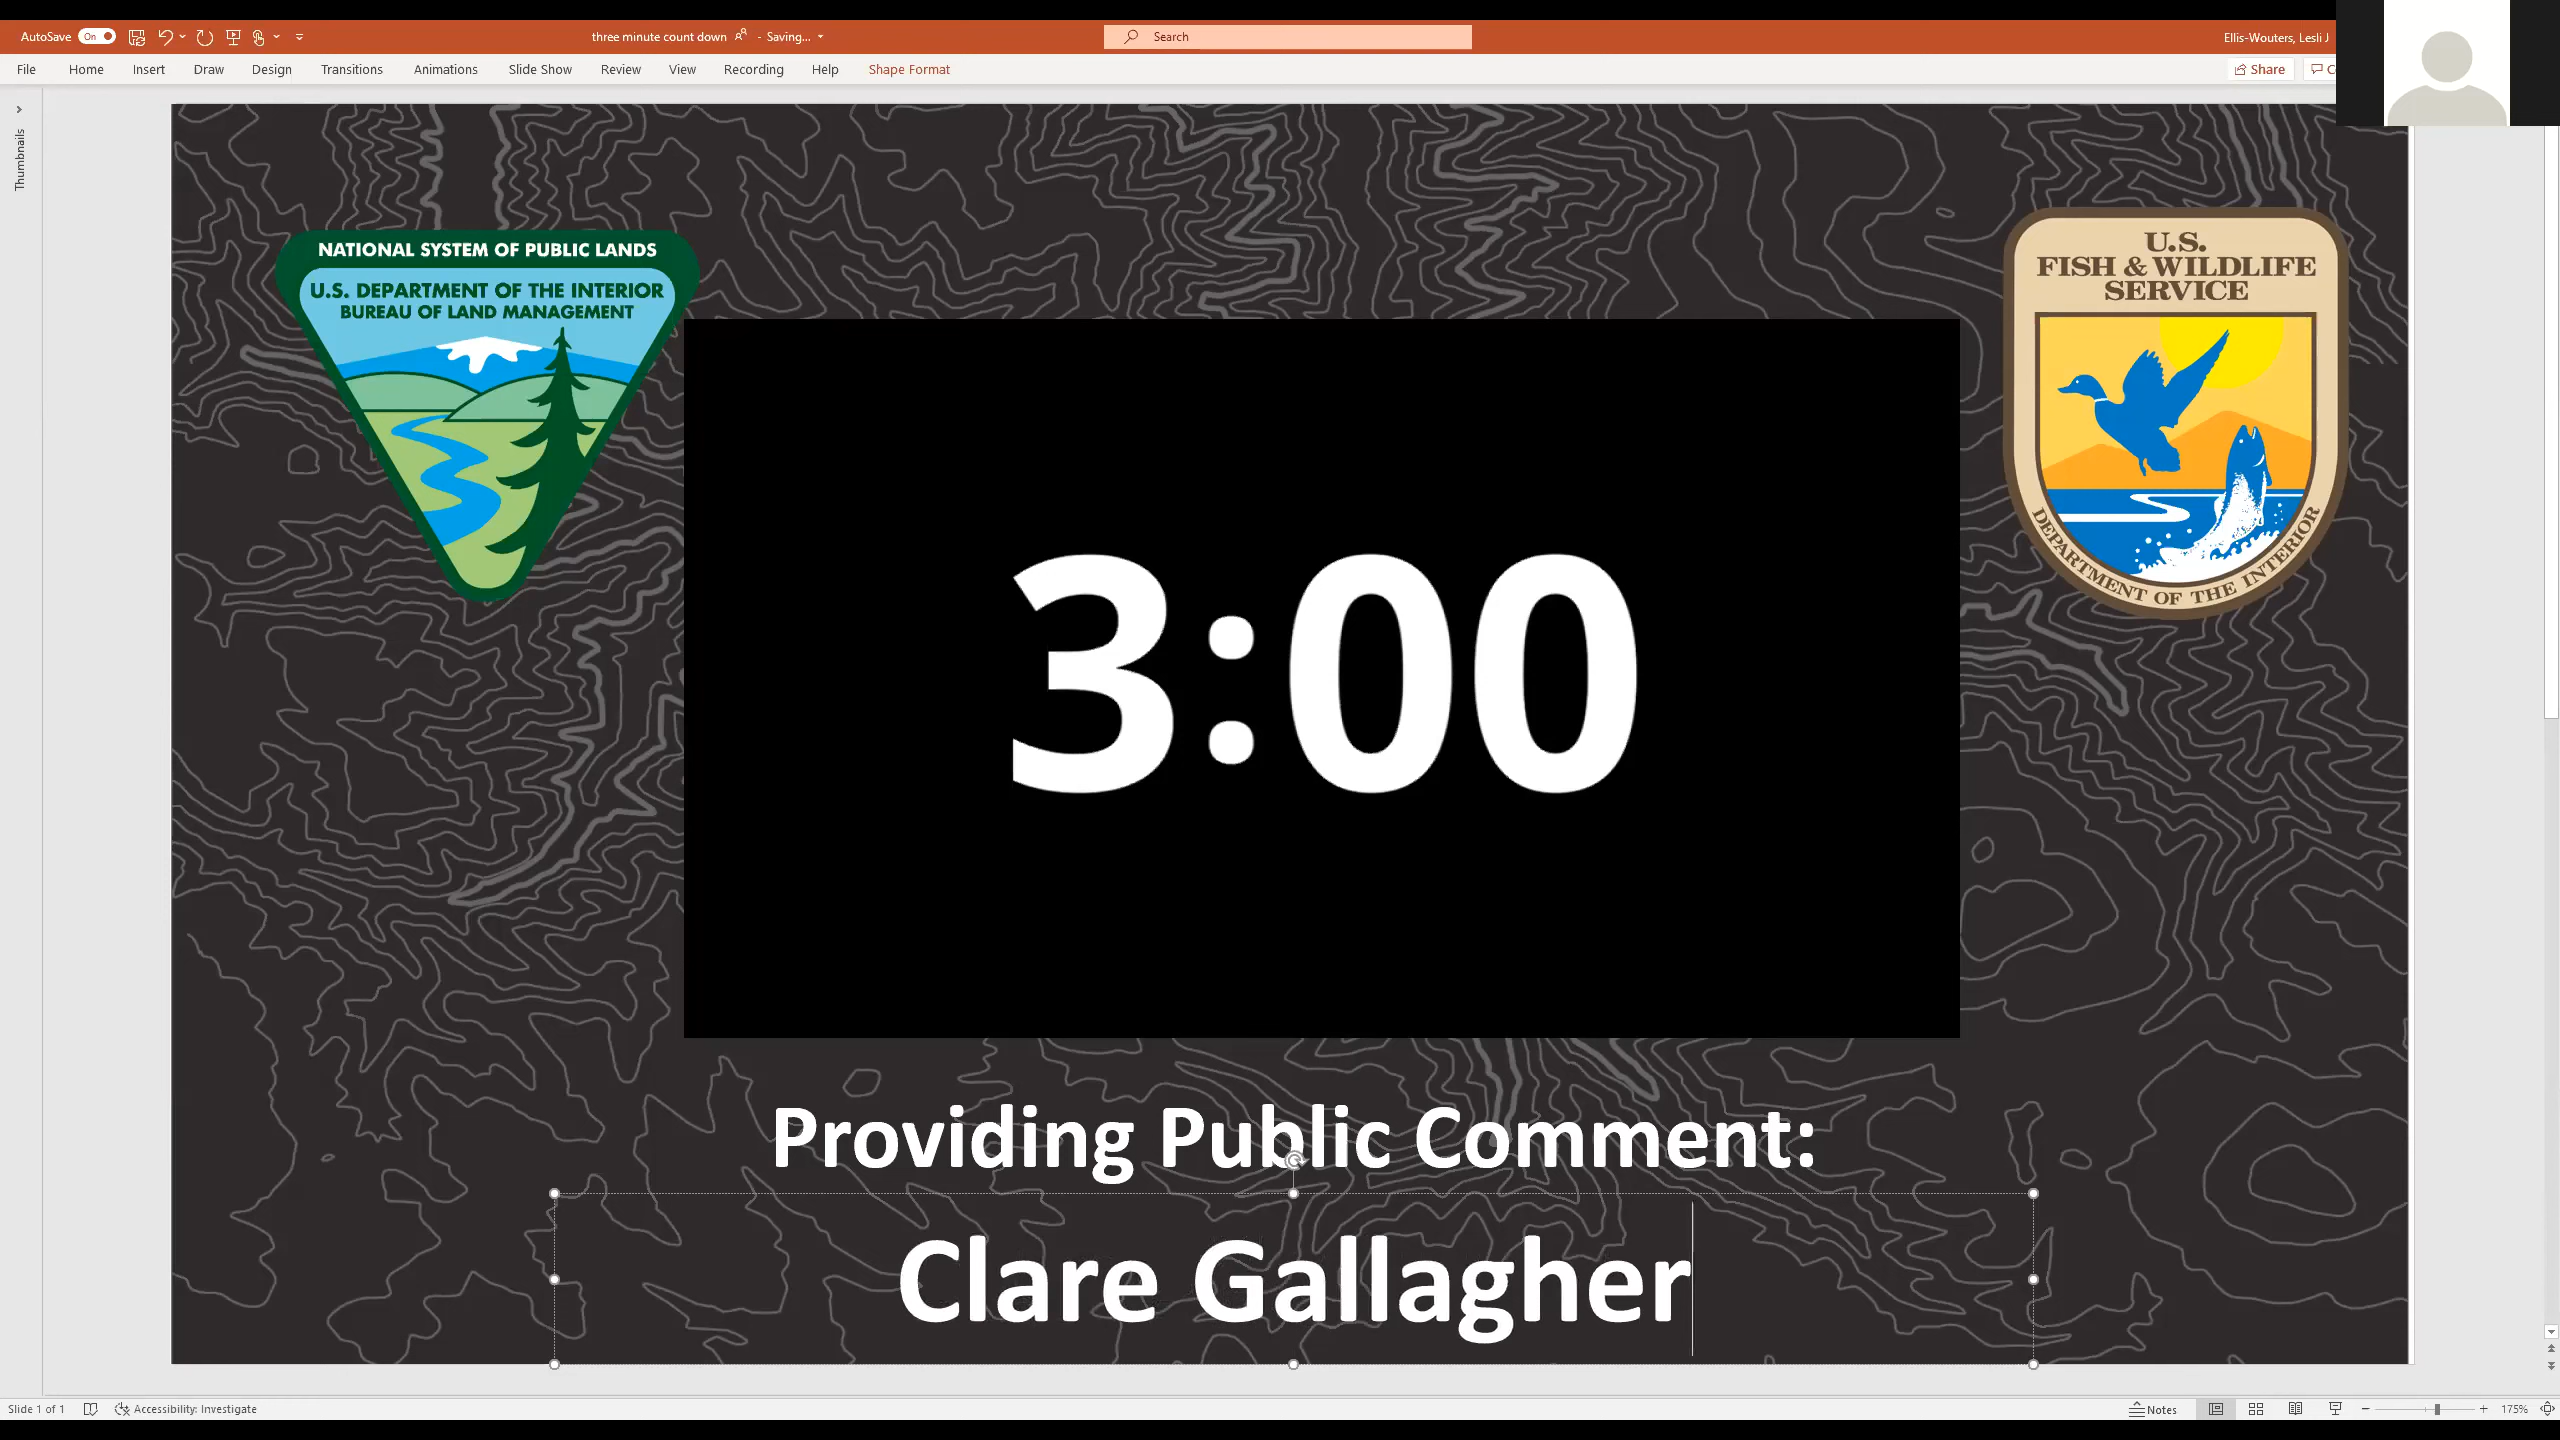 AutoSave On three minute count down - Saving... Search Ellis-Wouters, Lesli J
File Home Insert Draw Design Transitions Animations Slide Show Review View Recording Help Shape Format Share
Thumbnails
NATIONAL SYSTEM OF PUBLIC LANDS
U.S. DEPARTMENT OF THE INTERIOR
BUREAU OF LAND MANAGEMENT
U.S.
FISH & WILDLIFE
SERVICE
DEPARTMENT OF THE INTERIOR
3:00
Providing Public Comment:
Clare Gallagher
Slide 1 of 1 Accessibility: Investigate Notes 175%